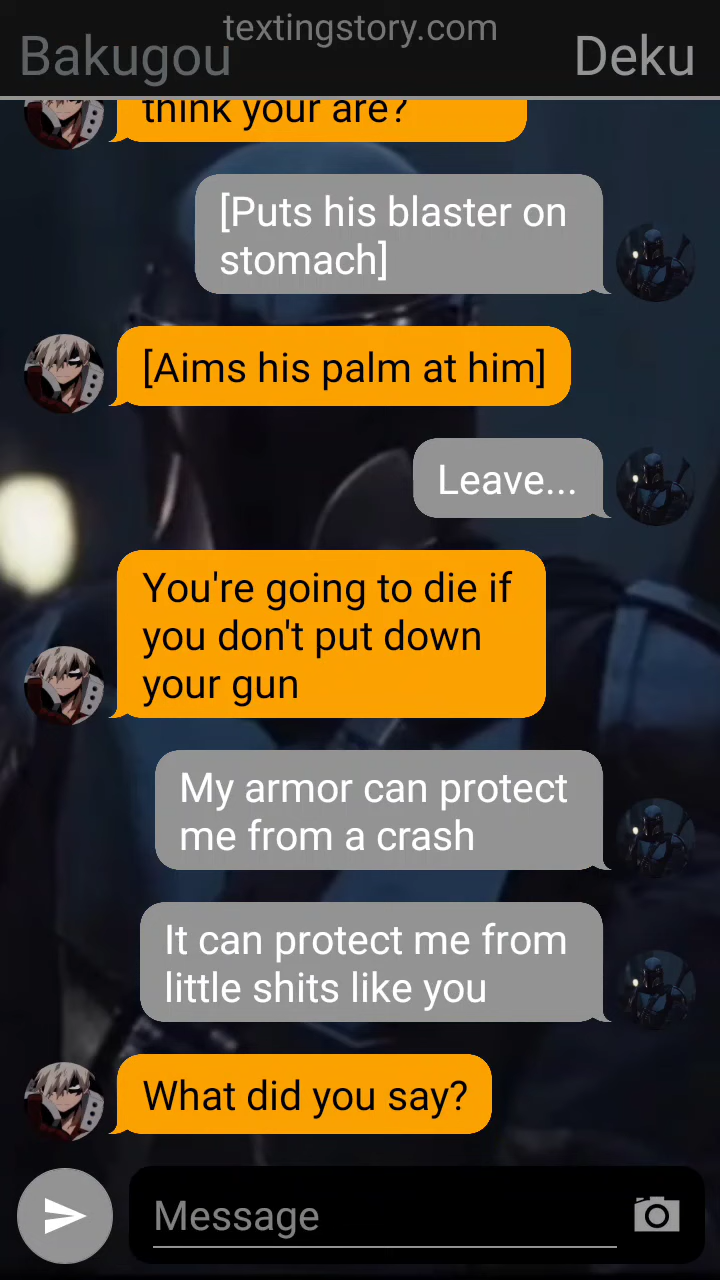 textingstory.com
Bakugou
Deku
think your are?
[Puts his blaster on
stomach]
[Aims his palm at him]
Leave...
You're going to die if
you don't put down
your gun
My armor can protect
me from a crash
It can protect me from
little shits like you
What did you say?
Message